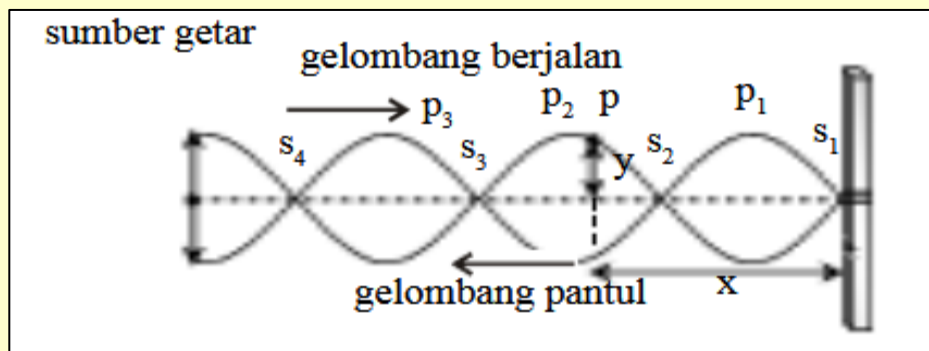 sumber getar
gelombang berjalan
p₃ p₂ p p₁
s₄ s₃ y s₂ s₁
gelombang pantul x